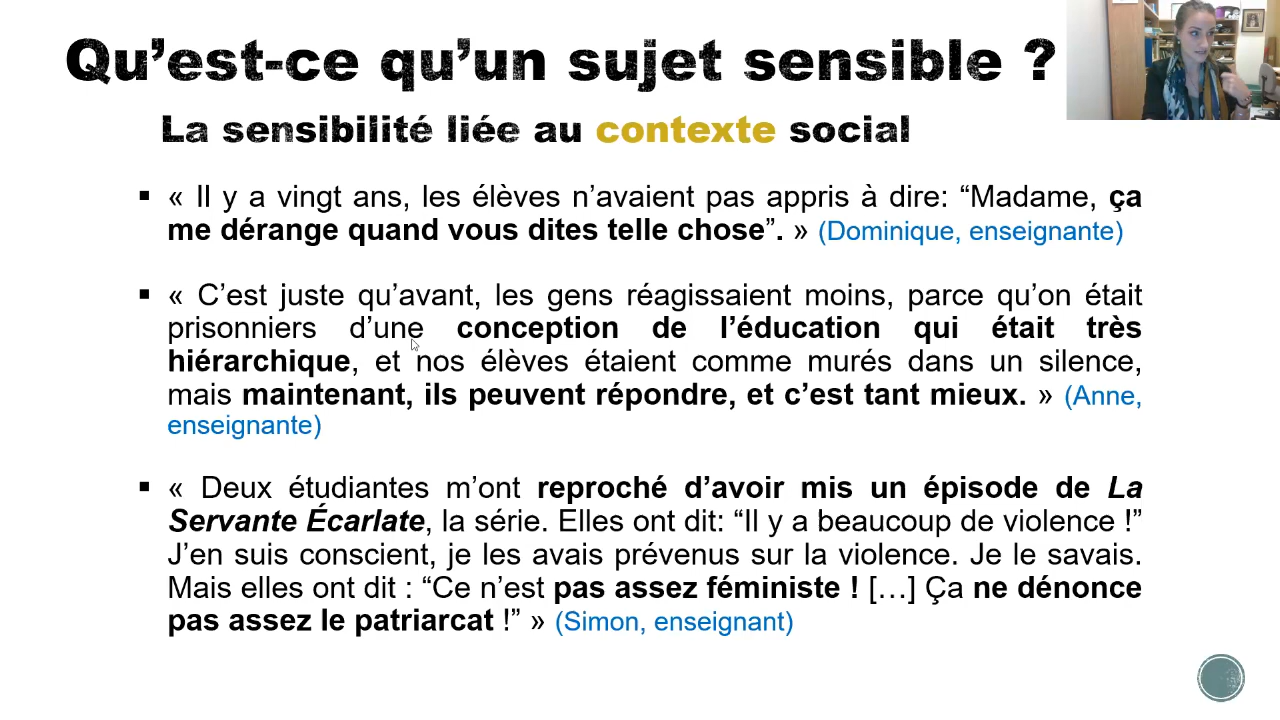 Qu’est-ce qu’un sujet sensible ?
La sensibilité liée au contexte social
▪ « Il y a vingt ans, les élèves n’avaient pas appris à dire: “Madame, ça
me dérange quand vous dites telle chose”. » (Dominique, enseignante)
▪ « C’est juste qu’avant, les gens réagissaient moins, parce qu’on était
prisonniers d’une conception de l’éducation qui était très
hiérarchique, et nos élèves étaient comme murés dans un silence,
mais maintenant, ils peuvent répondre, et c’est tant mieux. » (Anne,
enseignante)
▪ « Deux étudiantes m’ont reproché d’avoir mis un épisode de La
Servante Écarlate, la série. Elles ont dit: “Il y a beaucoup de violence !”
J’en suis conscient, je les avais prévenus sur la violence. Je le savais.
Mais elles ont dit : “Ce n’est pas assez féministe ! […] Ça ne dénonce
pas assez le patriarcat !” » (Simon, enseignant)